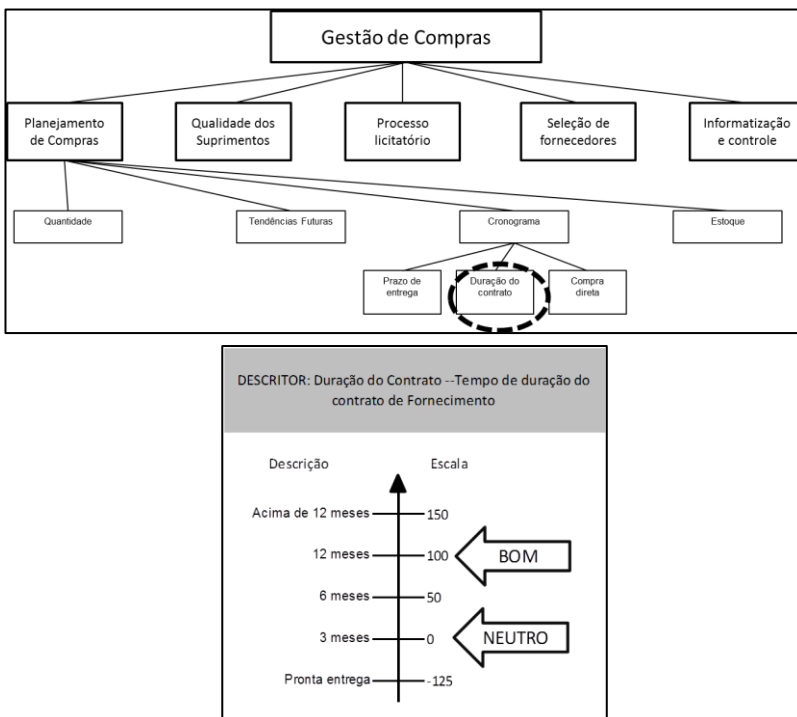 Gestão de Compras
Planejamento
de Compras
Qualidade dos
Suprimentos
Processo
licitatório
Seleção de
fornecedores
Informatização
e controle
Quantidade
Tendências Futuras
Cronograma
Estoque
Prazo de
entrega
Duração do
contrato
Compra
direta
DESCRITOR: Duração do Contrato --Tempo de duração do
contrato de Fornecimento
Descrição Escala
Acima de 12 meses 150
12 meses 100 BOM
6 meses 50
3 meses 0 NEUTRO
Pronta entrega -125